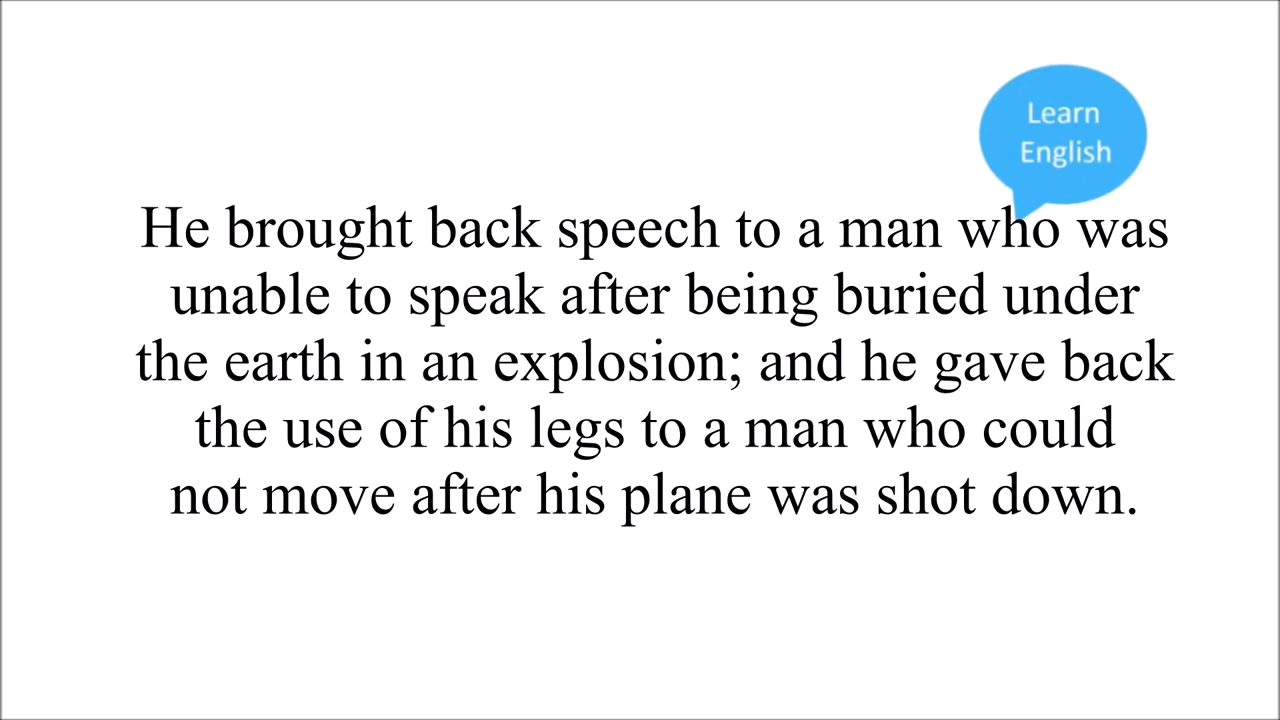 Learn
English
He brought back speech to a man who was
unable to speak after being buried under
the earth in an explosion; and he gave back
the use of his legs to a man who could
not move after his plane was shot down.